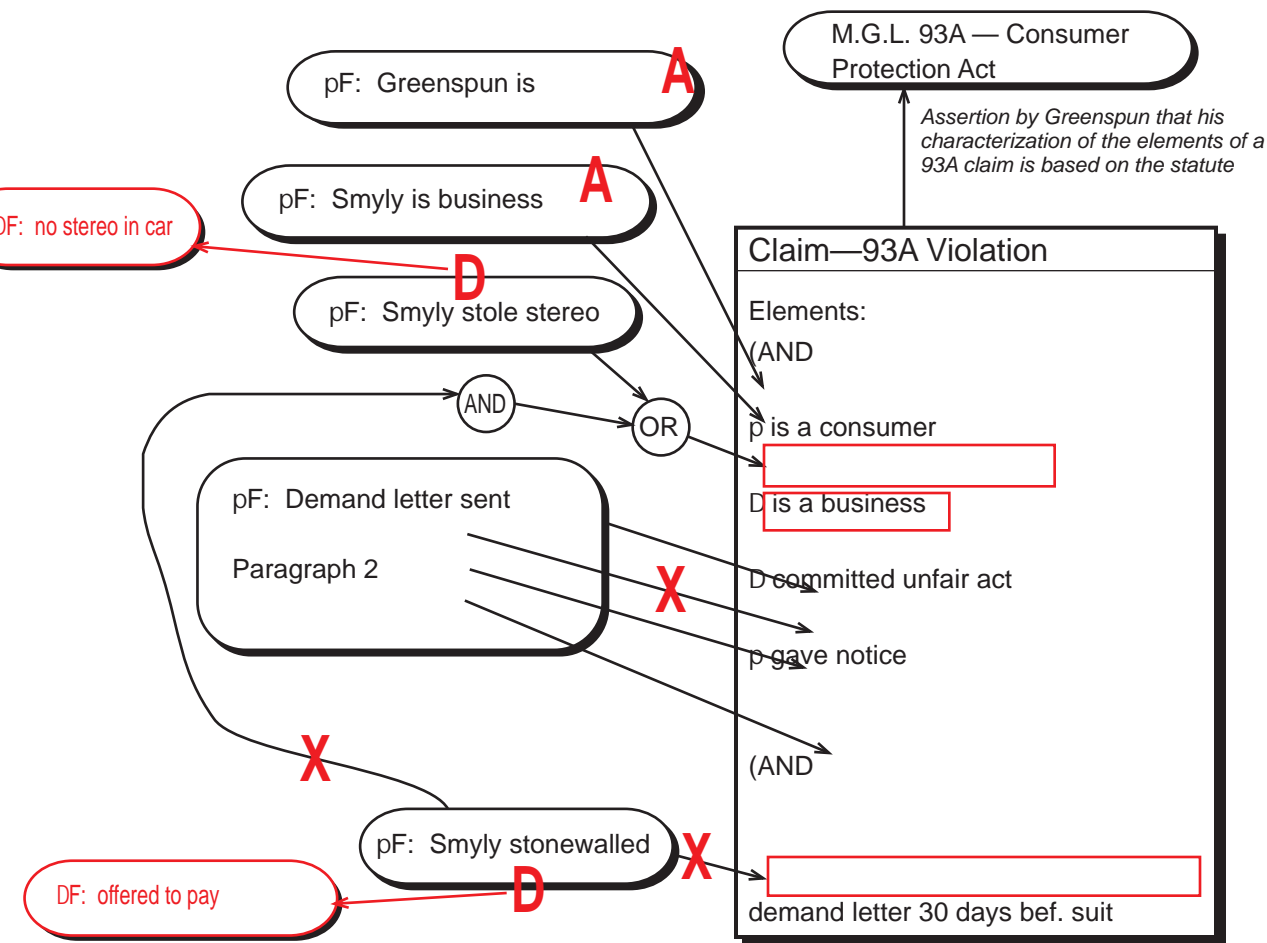 M.G.L. 93A — Consumer
Protection Act
pF: Greenspun is
A
Assertion by Greenspun that his
characterization of the elements of a
93A claim is based on the statute
pF: Smyly is business
A
DF: no stereo in car
D
pF: Smyly stole stereo
AND
OR
pF: Demand letter sent
Paragraph 2
X
X
pF: Smyly stonewalled
X
D
DF: offered to pay
Claim—93A Violation
Elements:
(AND
p is a consumer
D is a business
D committed unfair act
p gave notice
(AND
demand letter 30 days bef. suit